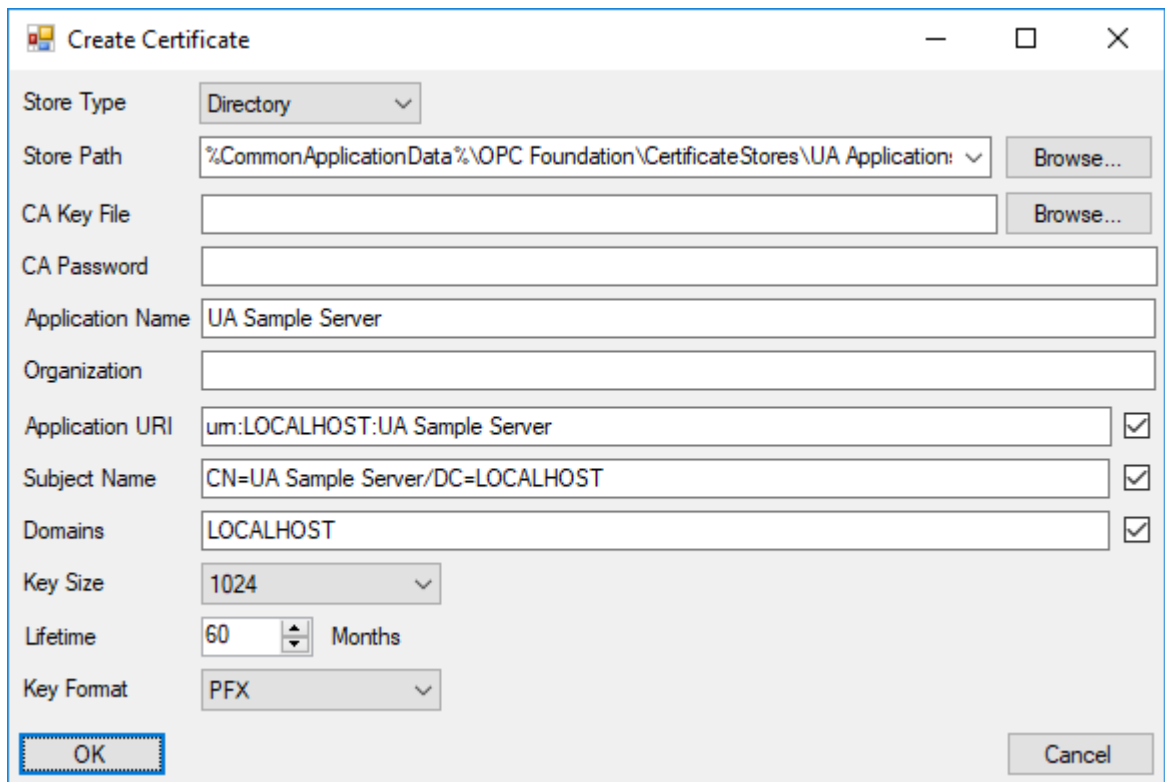 Create Certificate
Store Type Directory
Store Path %CommonApplicationData%\OPC Foundation\CertificateStores\UA Applications Browse...
CA Key File Browse...
CA Password
Application Name UA Sample Server
Organization
Application URI urn:LOCALHOST:UA Sample Server
Subject Name CN=UA Sample Server/DC=LOCALHOST
Domains LOCALHOST
Key Size 1024
Lifetime 60 Months
Key Format PFX
OK Cancel